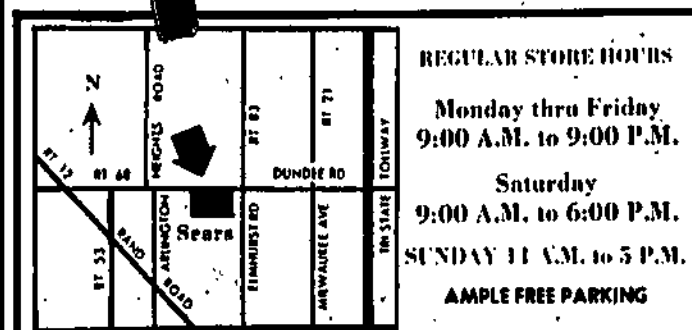 N
RT 12
RT 68
HEIGHTS ROAD
RT 83
RT 21
DUNDEE RD
TOLLWAY
RT 53
RAND
ROAD
ARLINGTON
Sears
ELMHURST RD
MILWAUKEE AVE
TRI STATE
REGULAR STORE HOURS
Monday thru Friday
9:00 A.M. to 9:00 P.M.
Saturday
9:00 A.M. to 6:00 P.M.
SUNDAY 11 A.M. to 5 P.M.
AMPLE FREE PARKING